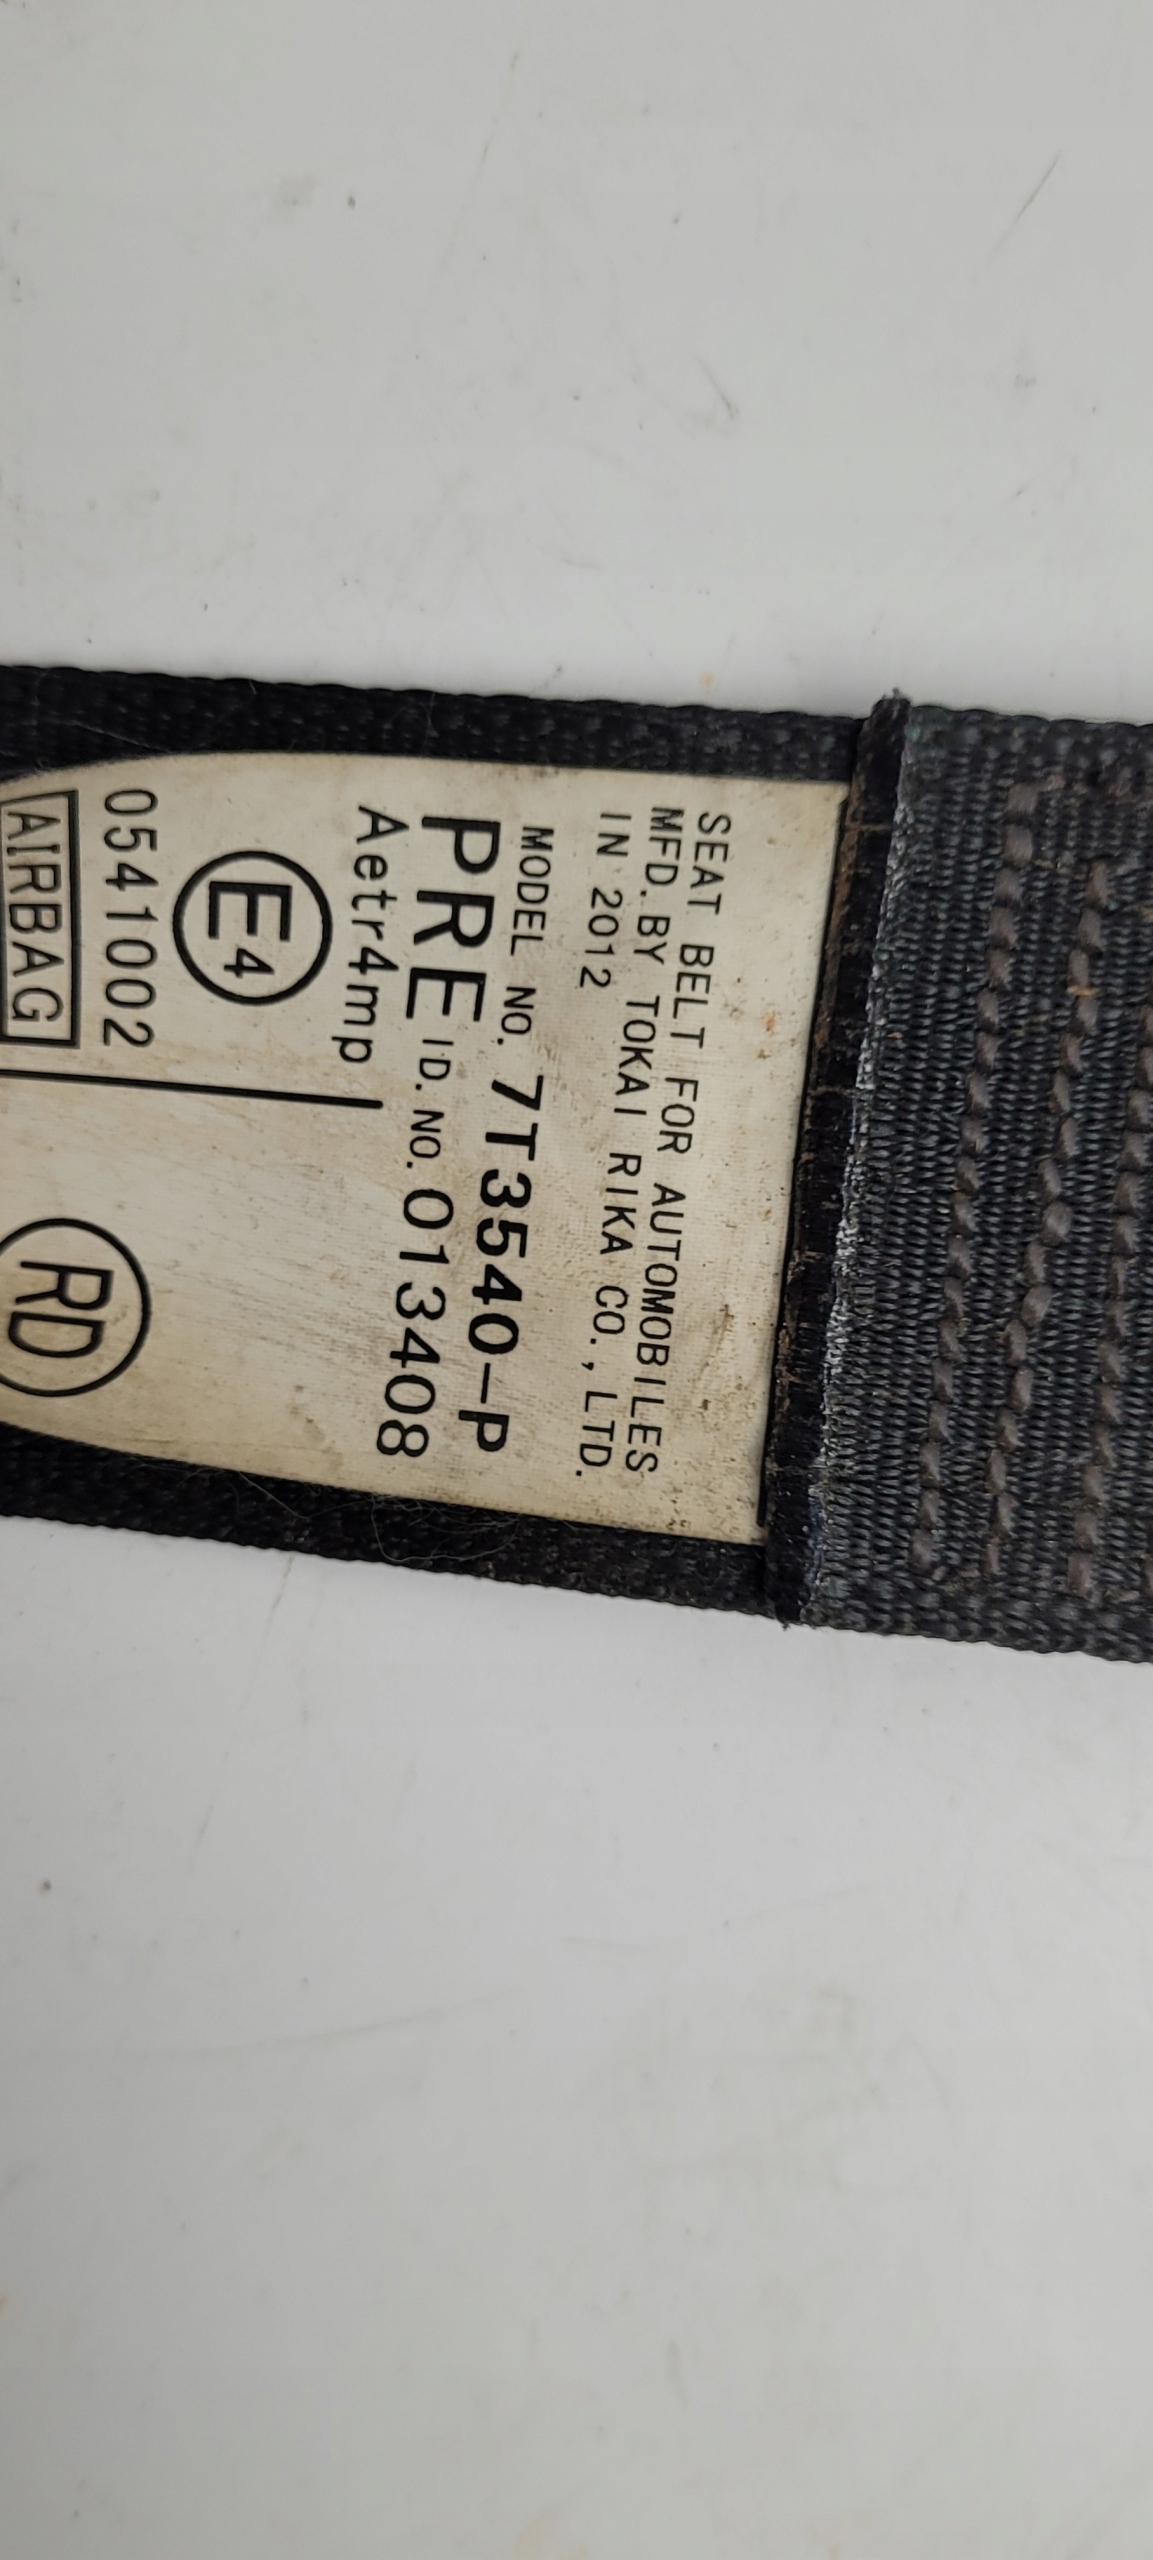 SEAT BELT FOR AUTOMOBILES
MFD. BY TOKAI RIKA CO., LTD.
IN 2012
MODEL NO. 7T3540-P
PRE ID. NO. 013408
Aetr4mp
E4
0541002
AIRBAG
RD